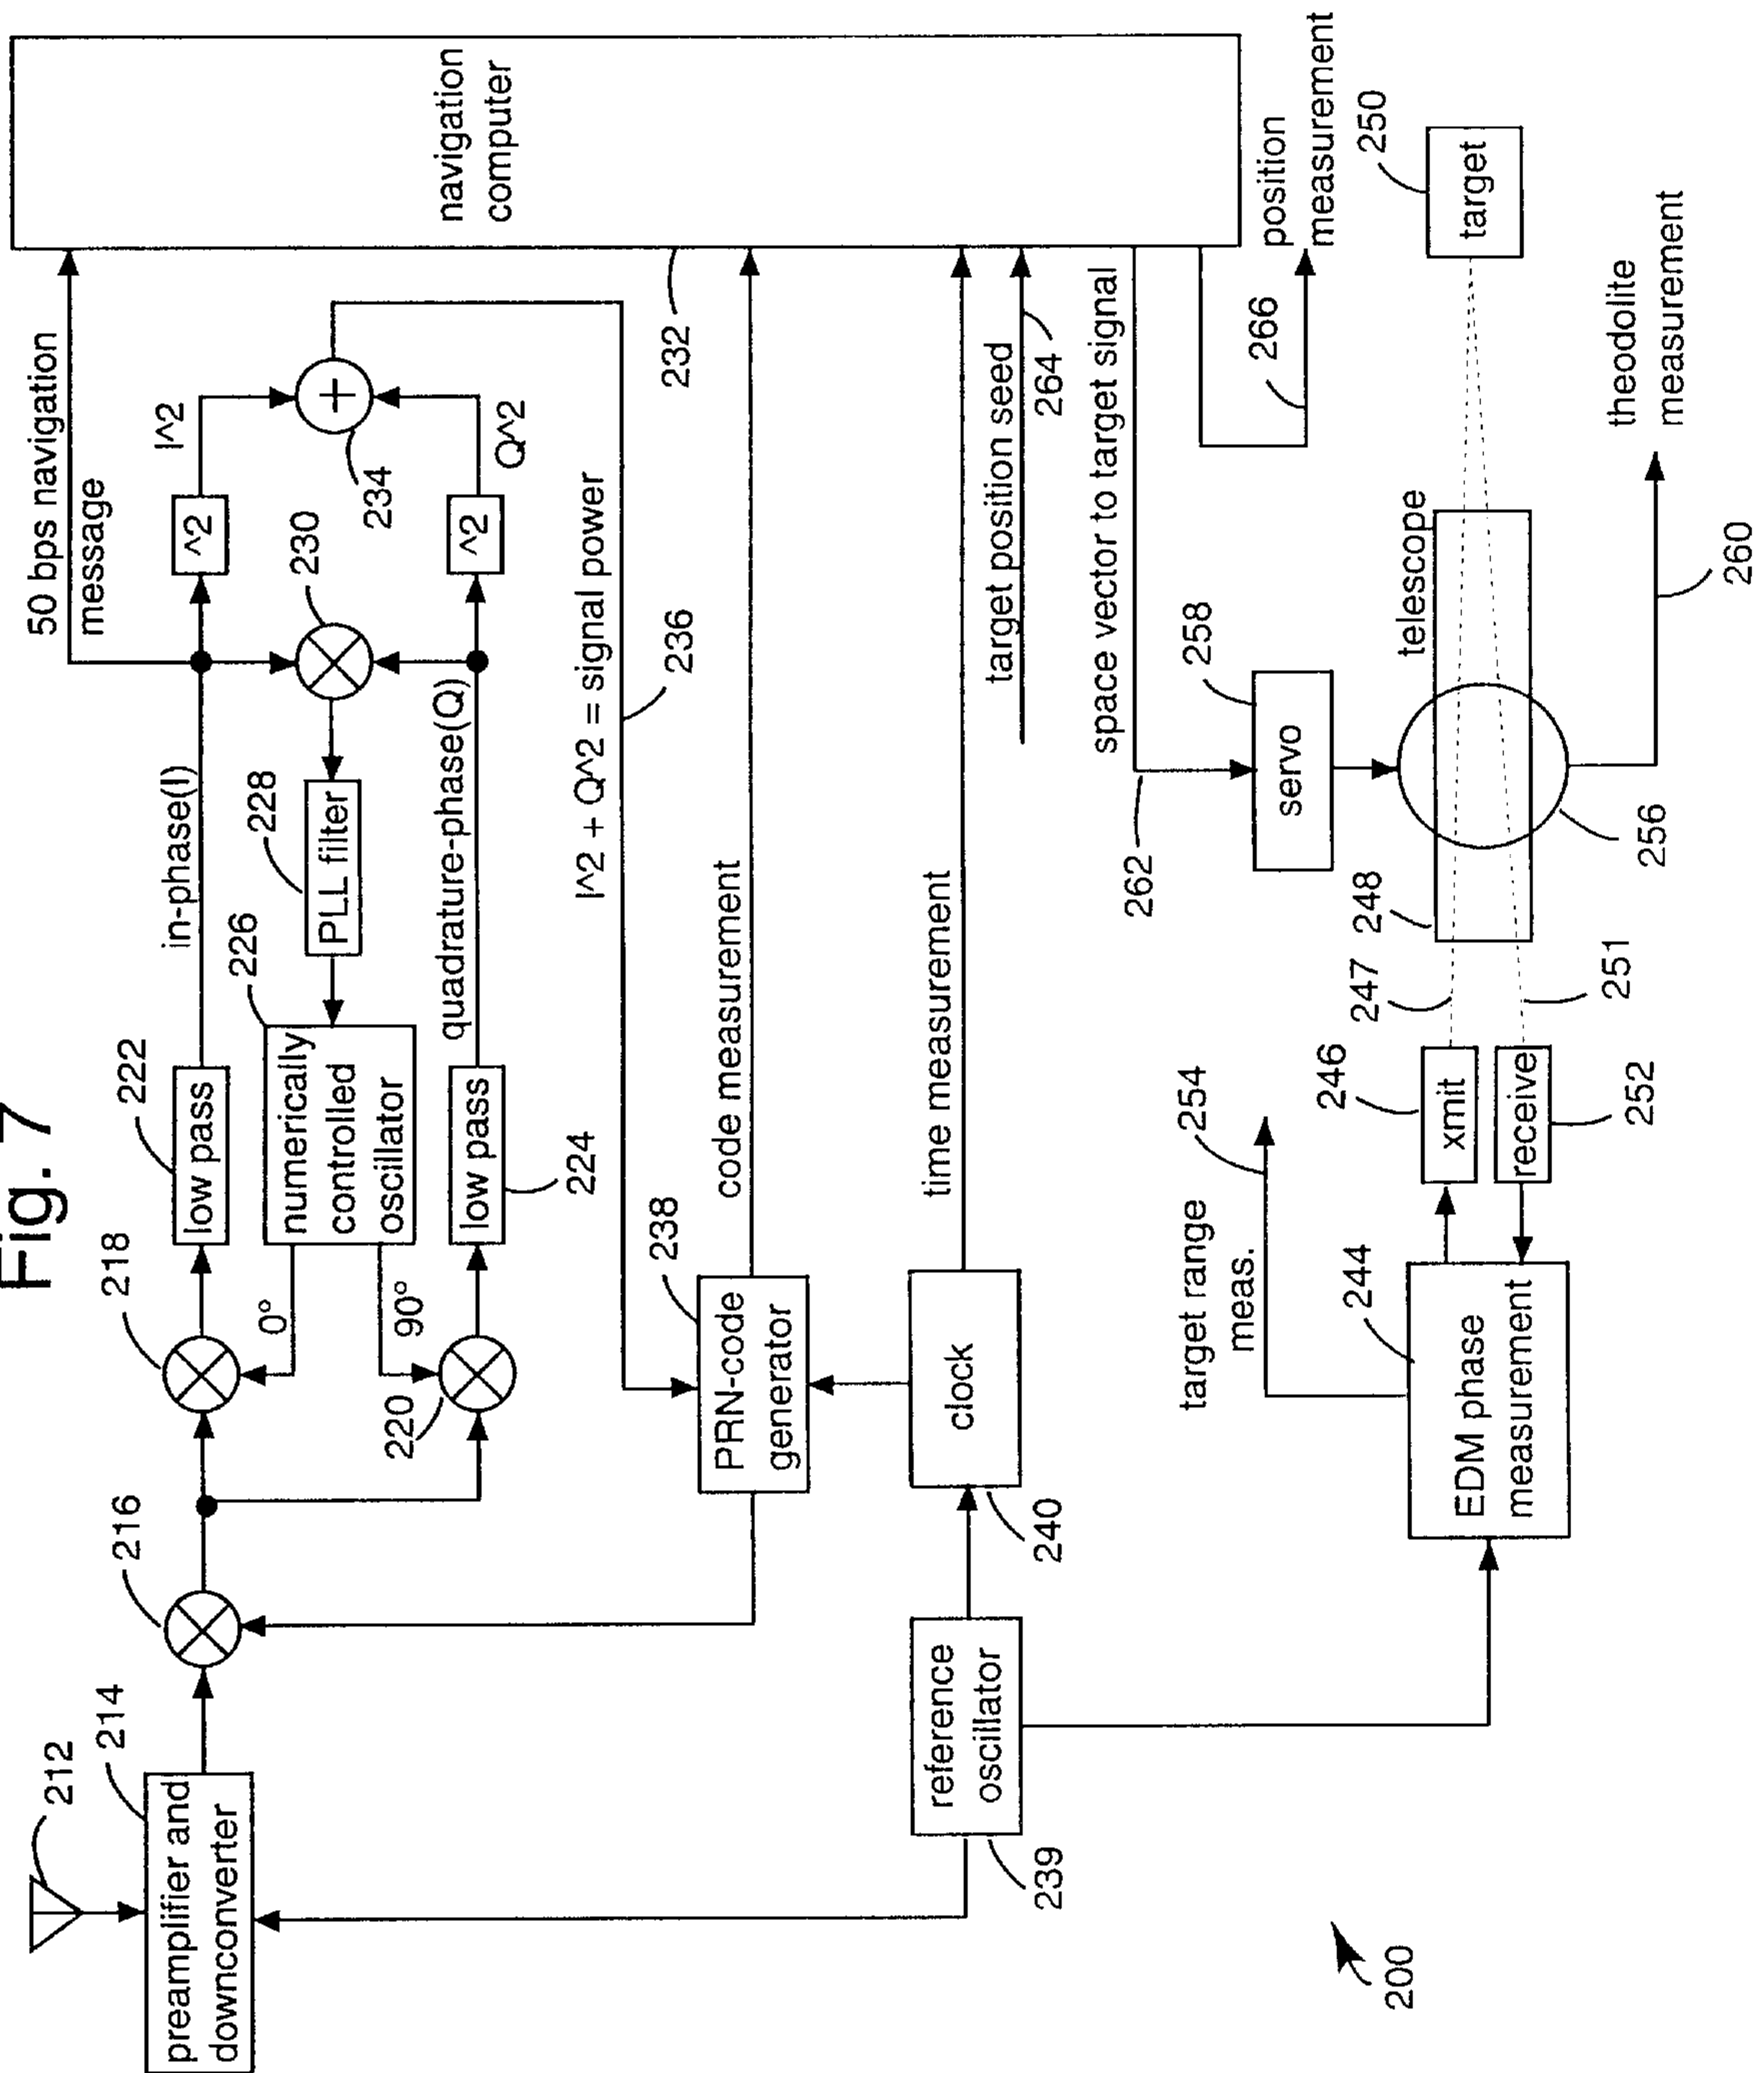 Fig. 7
212
214
preamplifier and
downconverter
216
218
0°
90°
220
222
low pass
in-phase(I)
226
numerically
controlled
oscillator
228
PLL filter
low pass
224
quadrature-phase(Q)
230
50 bps navigation
message
^2
I^2
^2
Q^2
+
234
I^2 + Q^2 = signal power
236
navigation
computer
232
238
PRN-code
generator
code measurement
clock
240
time measurement
reference
oscillator
239
target position seed
264
space vector to target signal
262
266
position
measurement
258
servo
telescope
248
256
target
250
theodolite
measurement
260
target range
meas.
254
244
EDM phase
measurement
246
xmit
receive
252
247
251
200